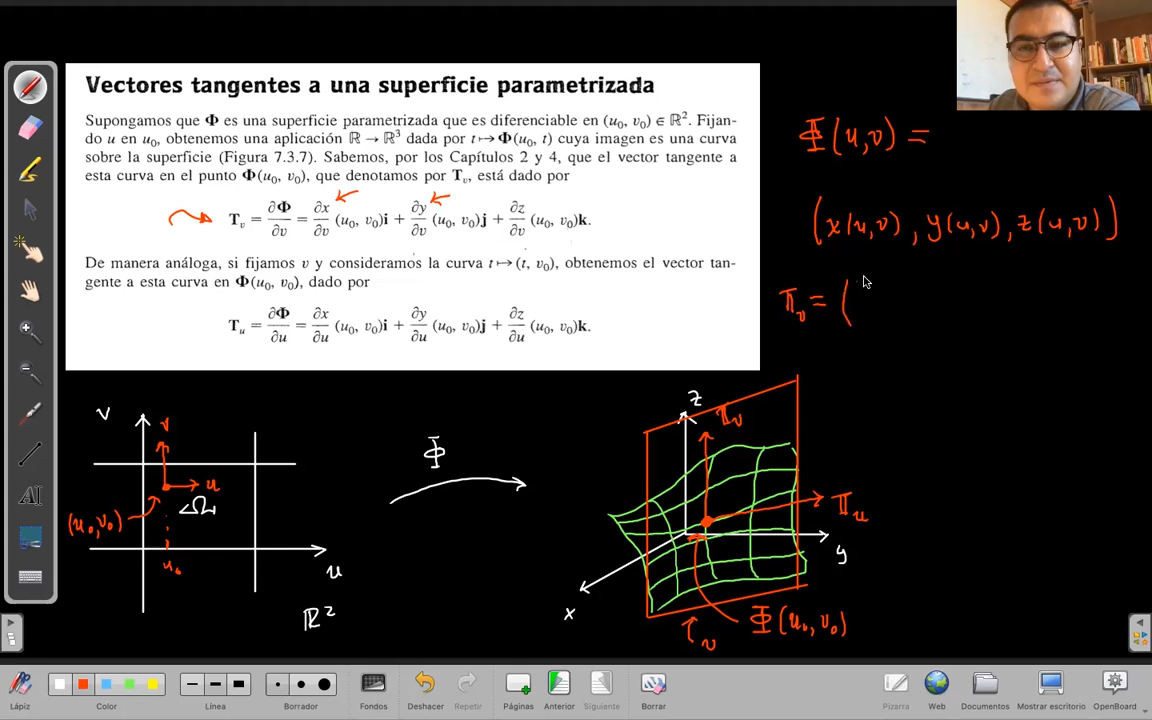 Vectores tangentes a una superficie parametrizada
Supongamos que Φ es una superficie parametrizada que es diferenciable en (u₀, v₀) ∈ ℝ². Fijan-
do u en u₀, obtenemos una aplicación ℝ → ℝ³ dada por t ↦ Φ(u₀, t) cuya imagen es una curva
sobre la superficie (Figura 7.3.7). Sabemos, por los Capítulos 2 y 4, que el vector tangente a
esta curva en el punto Φ(u₀, v₀), que denotamos por Tᵥ, está dado por
Tᵥ = ∂Φ/∂v = ∂x/∂v (u₀, v₀)i + ∂y/∂v (u₀, v₀)j + ∂z/∂v (u₀, v₀)k.
De manera análoga, si fijamos v y consideramos la curva t ↦ (t, v₀), obtenemos el vector tan-
gente a esta curva en Φ(u₀, v₀), dado por
Tᵤ = ∂Φ/∂u = ∂x/∂u (u₀, v₀)i + ∂y/∂u (u₀, v₀)j + ∂z/∂u (u₀, v₀)k.
Φ(u,v) =
(x(u,v), y(u,v), z(u,v))
Tᵥ = (
v
v
u
Ω
(u₀,v₀)
u₀
u
ℝ²
Φ
z
Tᵥ
Tᵤ
y
x
Φ(u₀,v₀)
τᵥ
Lápiz
Color
Línea
Borrador
Fondos
Deshacer
Repetir
Páginas
Anterior
Siguiente
Borrar
Pizarra
Web
Documentos
Mostrar escritorio
OpenBoard